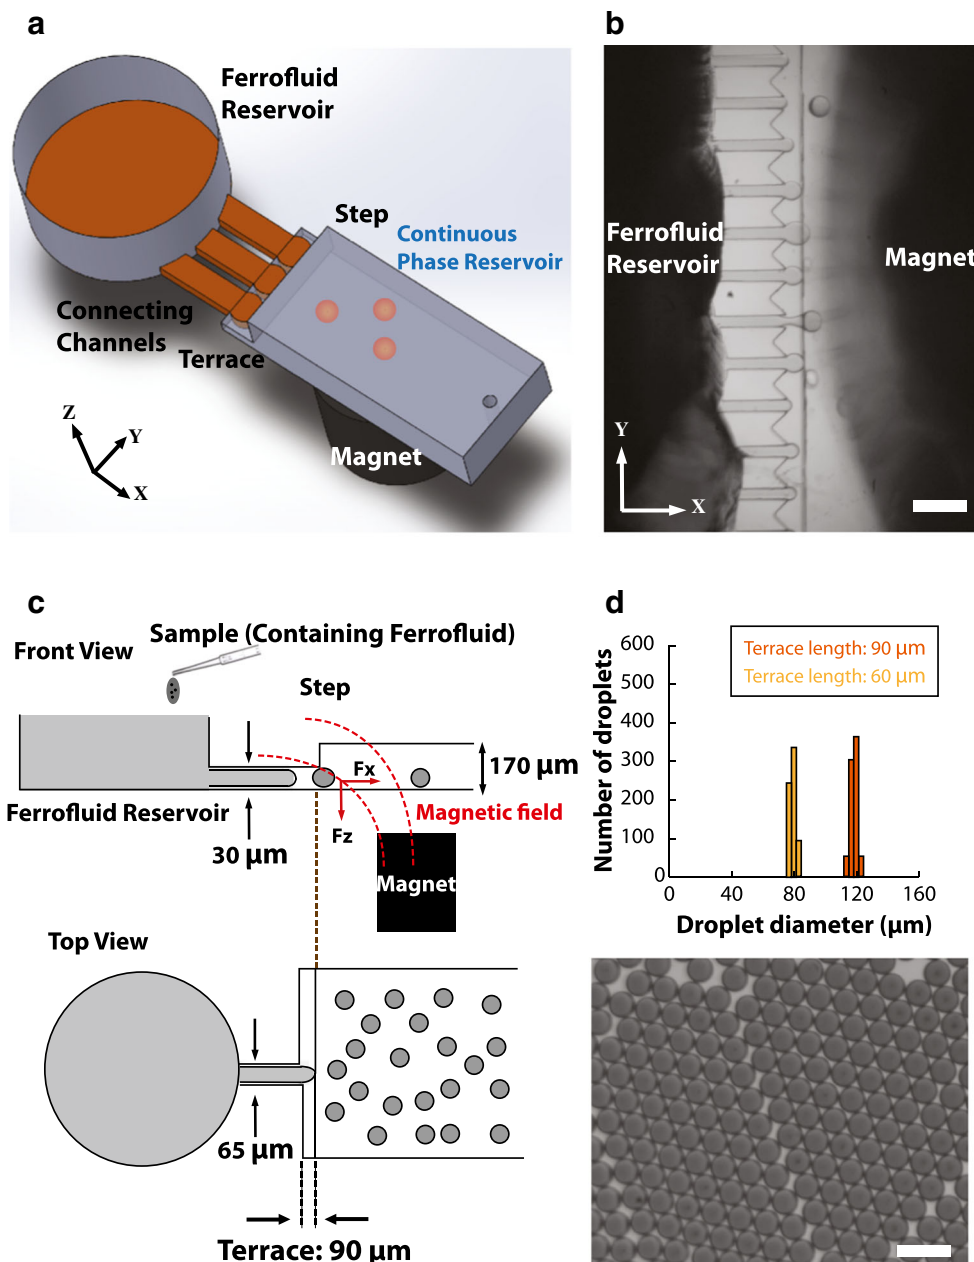 a
Ferrofluid
Reservoir
Step
Continuous
Phase Reservoir
Connecting
Channels
Terrace
Magnet
Z
Y
X
b
Ferrofluid
Reservoir
Magnet
Y
X
c
Front View
Sample (Containing Ferrofluid)
Step
Fx
170 μm
Ferrofluid Reservoir
Magnetic field
Fz
30 μm
Magnet
Top View
65 μm
Terrace: 90 μm
d
Terrace length: 90 μm
Terrace length: 60 μm
Number of droplets
600
500
400
300
200
100
0
0 40 80 120 160
Droplet diameter (μm)